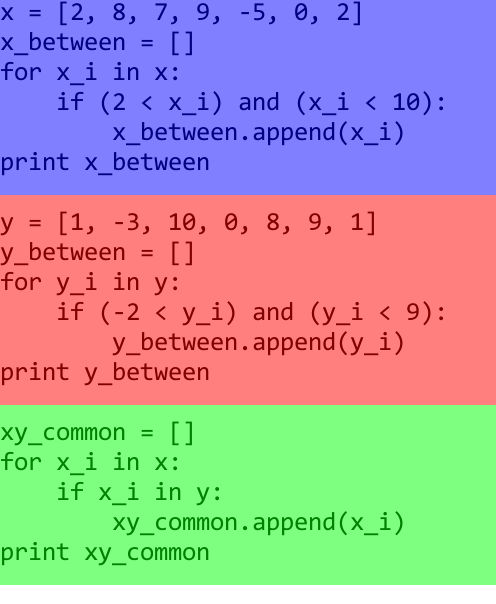 x = [2, 8, 7, 9, -5, 0, 2]
x_between = []
for x_i in x:
    if (2 < x_i) and (x_i < 10):
        x_between.append(x_i)
print x_between
y = [1, -3, 10, 0, 8, 9, 1]
y_between = []
for y_i in y:
    if (-2 < y_i) and (y_i < 9):
        y_between.append(y_i)
print y_between
xy_common = []
for x_i in x:
    if x_i in y:
        xy_common.append(x_i)
print xy_common